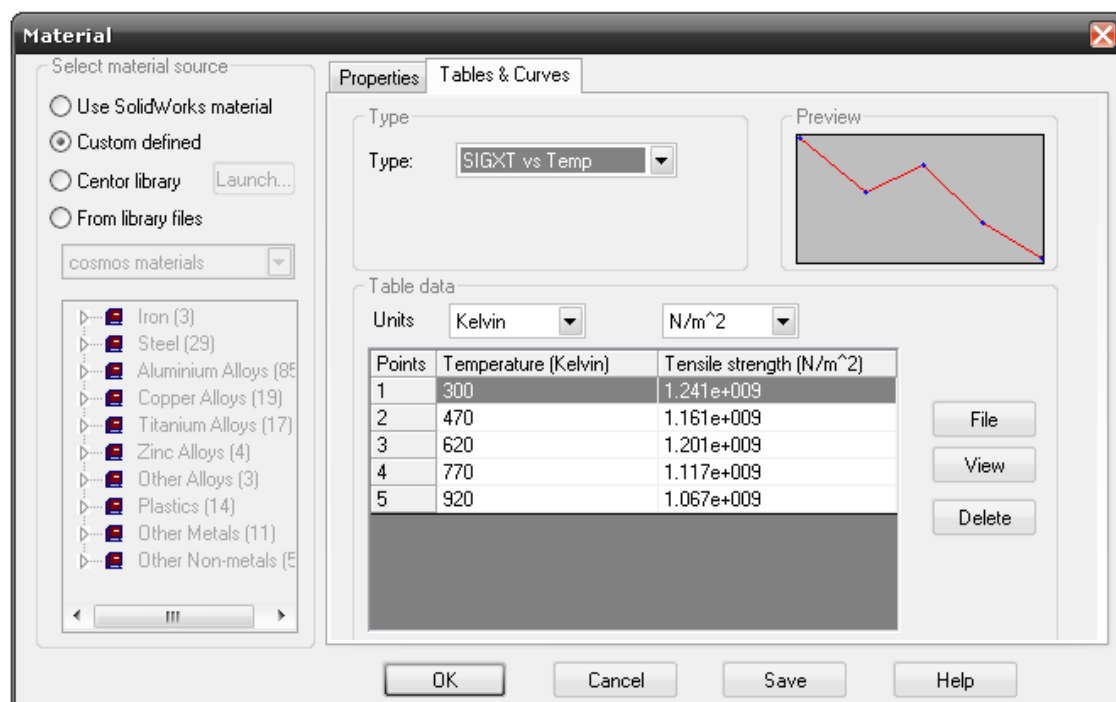 Material
Select material source
Use SolidWorks material
Custom defined
Centor library Launch...
From library files
cosmos materials
Iron (3)
Steel (29)
Aluminium Alloys (85
Copper Alloys (19)
Titanium Alloys (17)
Zinc Alloys (4)
Other Alloys (3)
Plastics (14)
Other Metals (11)
Other Non-metals (5
Properties Tables & Curves
Type
Type: SIGXT vs Temp
Preview
Table data
Units Kelvin N/m^2
Points Temperature (Kelvin) Tensile strength (N/m^2)
1 300 1.241e+009
2 470 1.161e+009
3 620 1.201e+009
4 770 1.117e+009
5 920 1.067e+009
File
View
Delete
OK Cancel Save Help